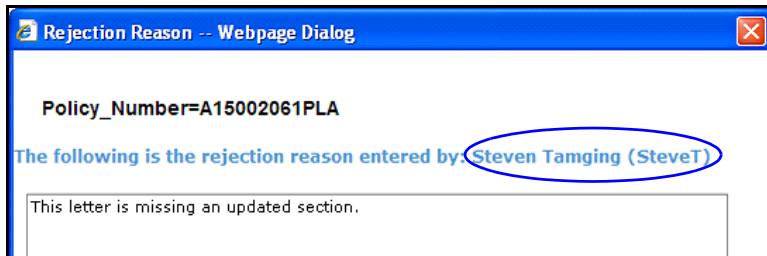 Rejection Reason -- Webpage Dialog
Policy_Number=A15002061PLA
The following is the rejection reason entered by: Steven Tamging (SteveT)
This letter is missing an updated section.